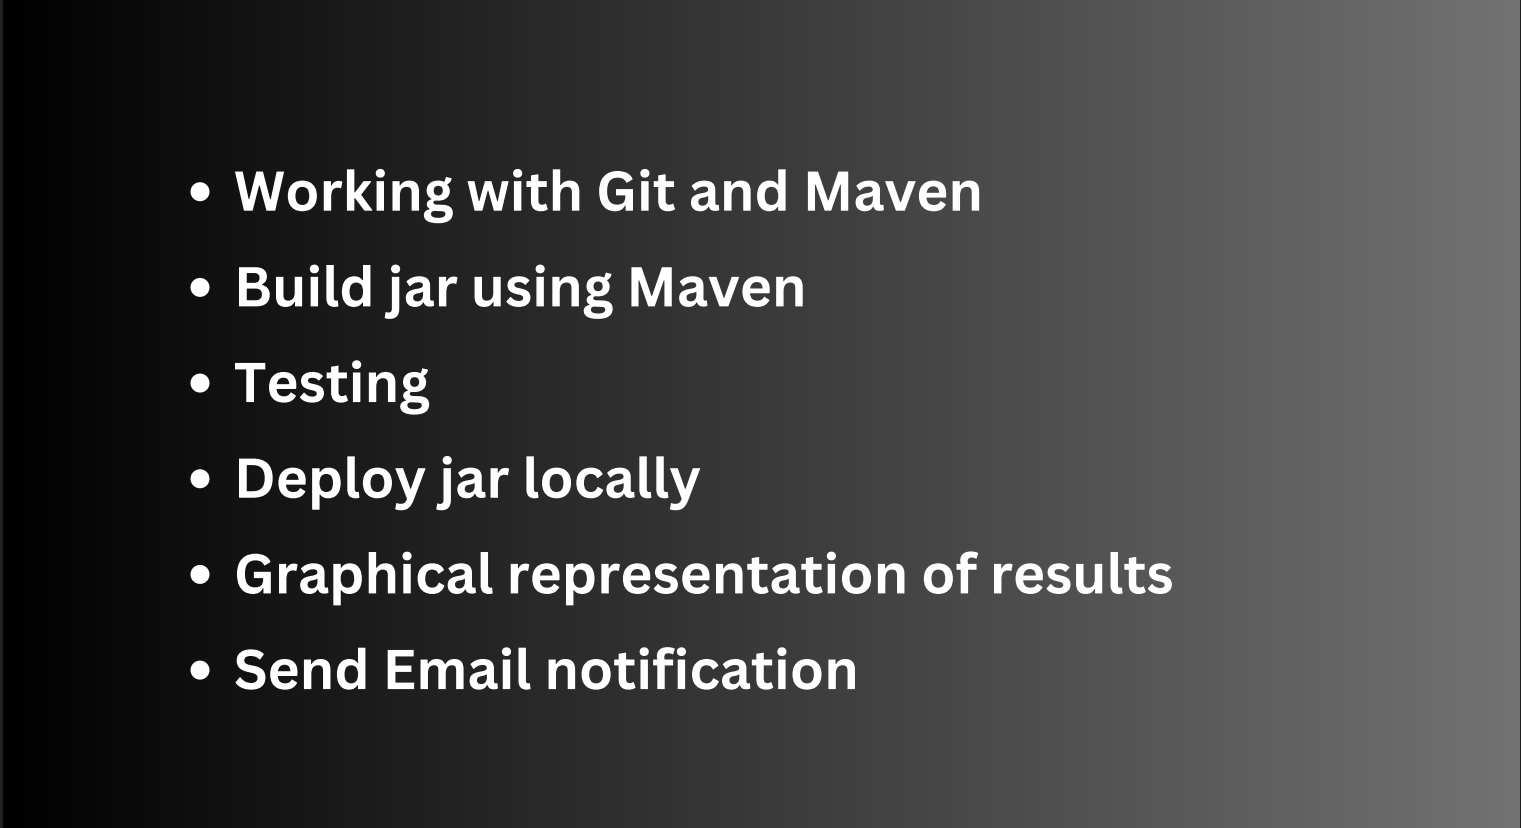 • Working with Git and Maven
• Build jar using Maven
• Testing
• Deploy jar locally
• Graphical representation of results
• Send Email notification